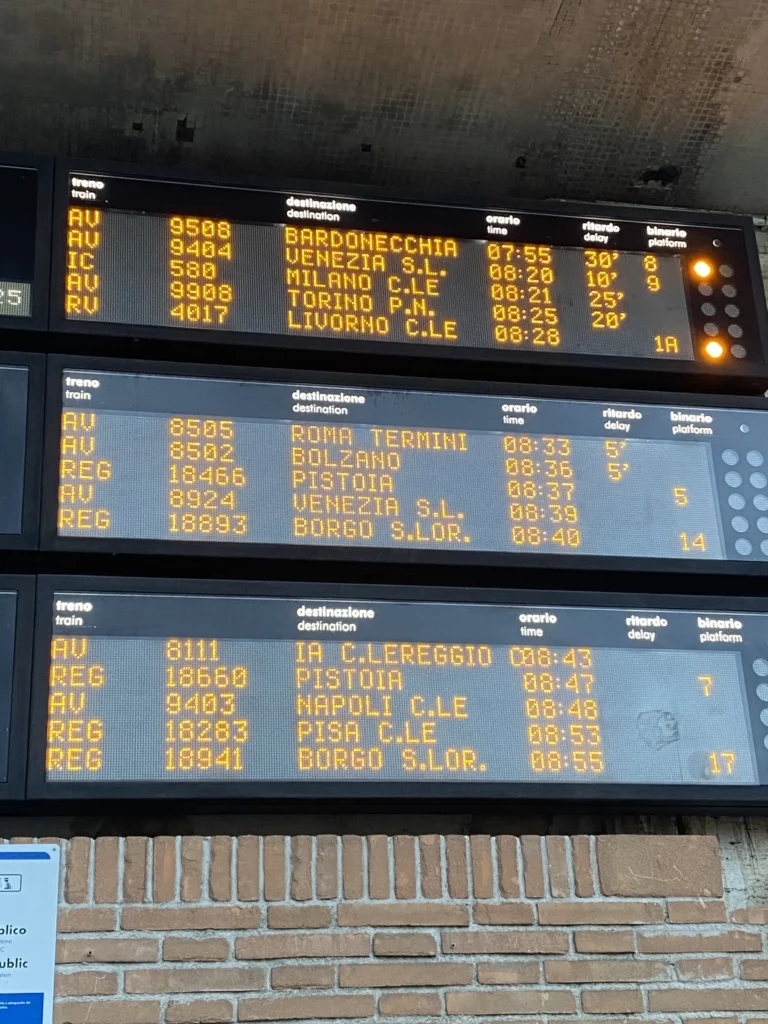 treno destinazione orario ritardo binario
train destination time delay platform
AV 9508 BARDONECCHIA 07:55 30' 8
AV 9404 VENEZIA S.L. 08:20 10' 9
IC 580 MILANO C.LE 08:21 25'
AV 9908 TORINO P.N. 08:25 20'
RV 4017 LIVORNO C.LE 08:28 1A
25
treno destinazione orario ritardo binario
train destination time delay platform
AV 8505 ROMA TERMINI 08:33 5'
AV 8502 BOLZANO 08:36 5'
REG 18466 PISTOIA 08:37 5
AV 8924 VENEZIA S.L. 08:39
REG 18893 BORGO S.LOR. 08:40 14
treno destinazione orario ritardo binario
train destination time delay platform
AV 8111 IA C.LEREGGIO C08:43
REG 18660 PISTOIA 08:47 7
AV 9403 NAPOLI C.LE 08:48
REG 18283 PISA C.LE 08:53
REG 18941 BORGO S.LOR. 08:55 17
blico
ublic